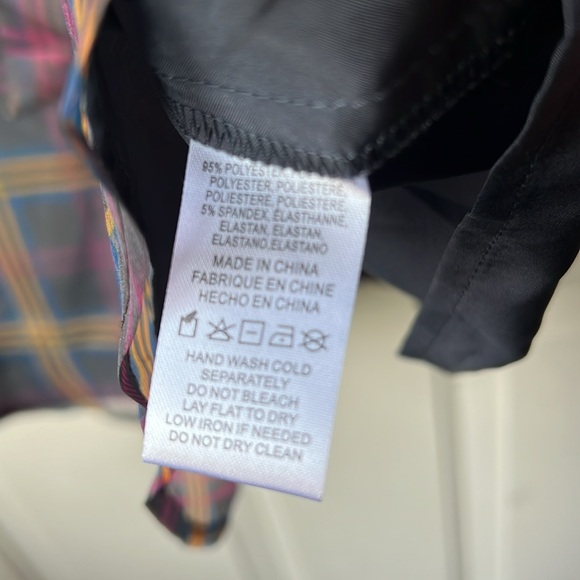 95% POLYESTER,
POLYESTER, POLIESTERE,
POLIESTERE, POLIÉSTER,
5% SPANDEX, ÉLASTHANNE,
ELASTAN, ELASTAN,
ELASTANO,ELASTANO
MADE IN CHINA
FABRIQUE EN CHINE
HECHO EN CHINA
HAND WASH COLD
SEPARATELY
DO NOT BLEACH
LAY FLAT TO DRY
LOW IRON IF NEEDED
DO NOT DRY CLEAN